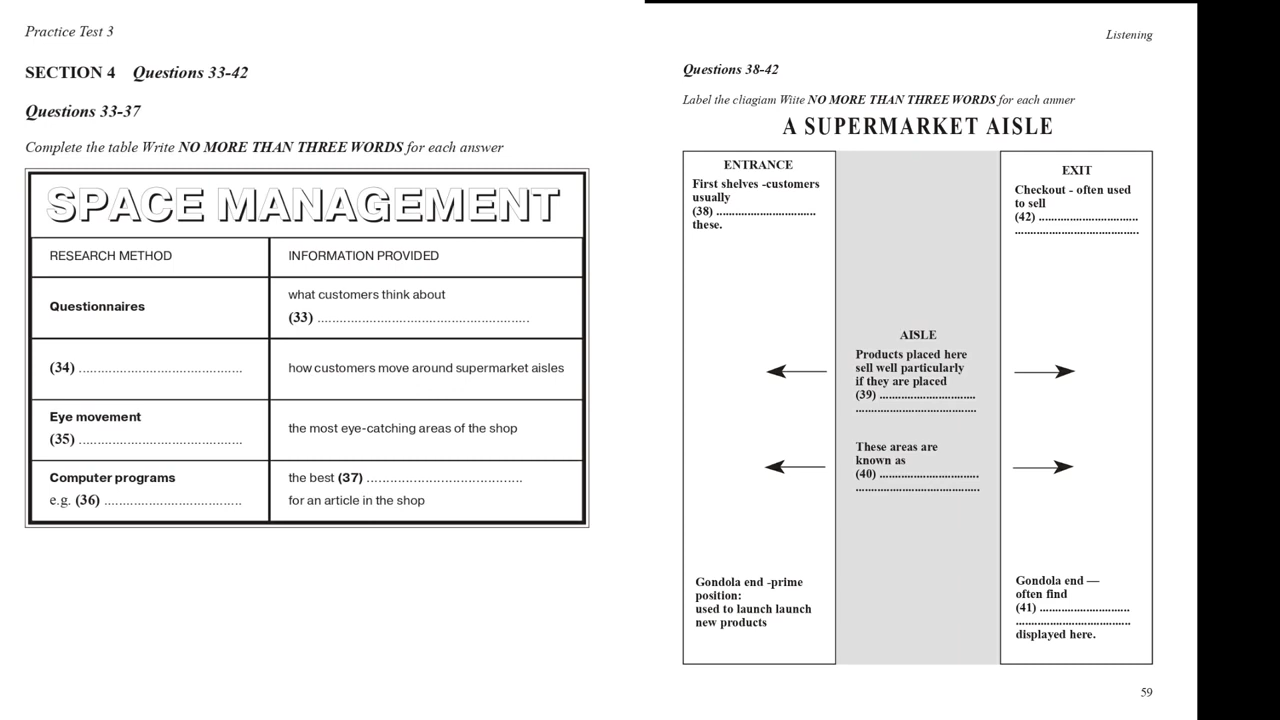 Practice Test 3
SECTION 4 Questions 33-42
Questions 33-37
Complete the table Write NO MORE THAN THREE WORDS for each answer
SPACE MANAGEMENT
RESEARCH METHOD
INFORMATION PROVIDED
Questionnaires
what customers think about
(33) ......................................................
(34) ..........................................
how customers move around supermarket aisles
Eye movement
(35) ..........................................
the most eye-catching areas of the shop
Computer programs
e.g. (36) ...................................
the best (37) ........................................
for an article in the shop
Listening
Questions 38-42
Label the cliagiam Wiite NO MORE THAN THREE WORDS for each anmer
A SUPERMARKET AISLE
ENTRANCE
First shelves -customers
usually
(38) .................................
these.
AISLE
Products placed here
sell well particularly
if they are placed
(39) ................................
........................................
These areas are
known as
(40) .................................
.........................................
Gondola end -prime
position:
used to launch launch
new products
EXIT
Checkout - often used
to sell
(42) .................................
.........................................
Gondola end —
often find
(41) ..............................
......................................
displayed here.
59